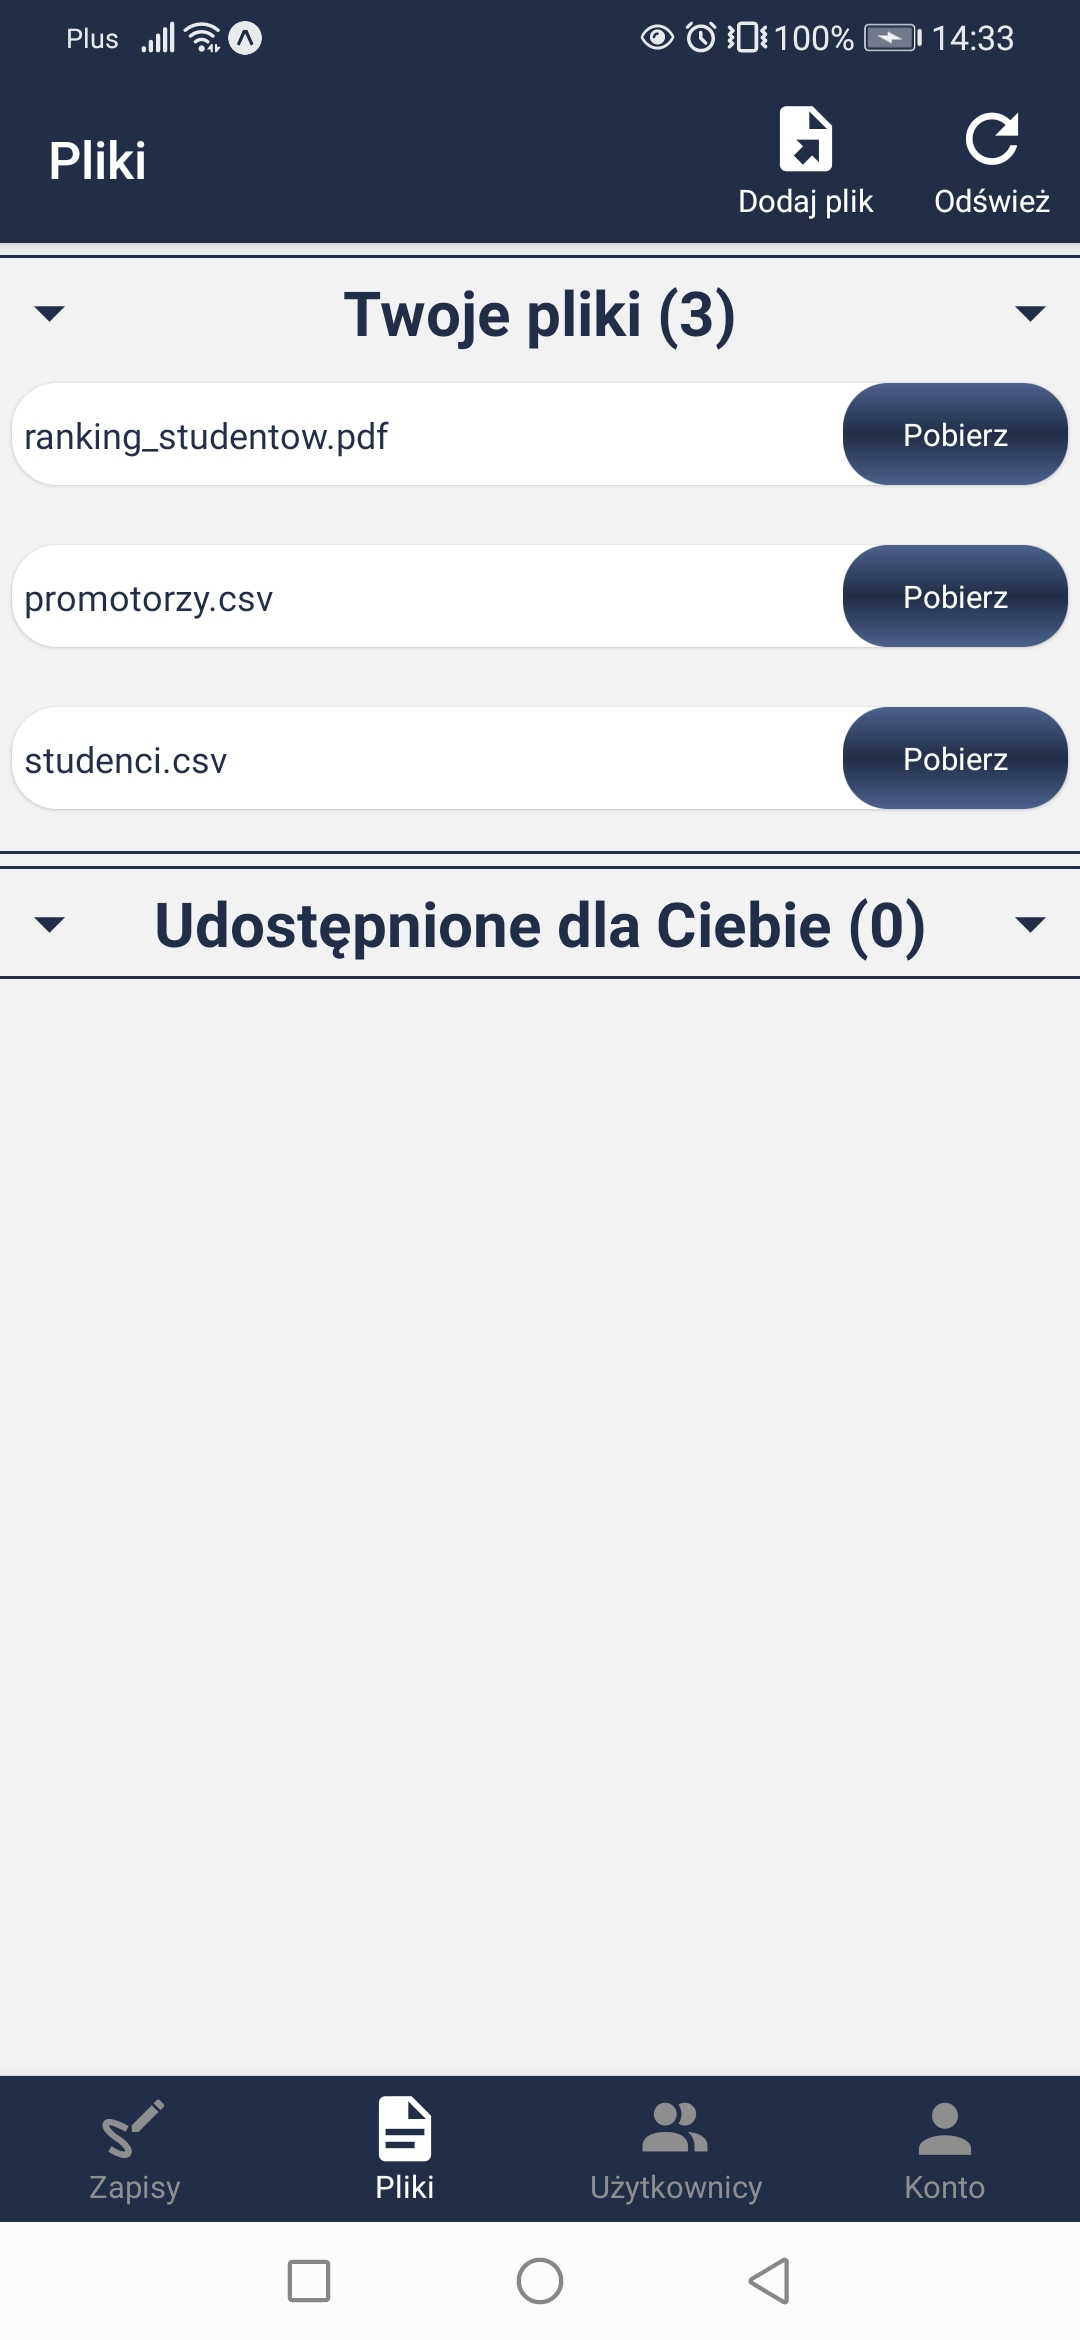 Plus 100% 14:33
Pliki
Dodaj plik Odśwież
Twoje pliki (3)
ranking_studentow.pdf Pobierz
promotorzy.csv Pobierz
studenci.csv Pobierz
Udostępnione dla Ciebie (0)
Zapisy Pliki Użytkownicy Konto